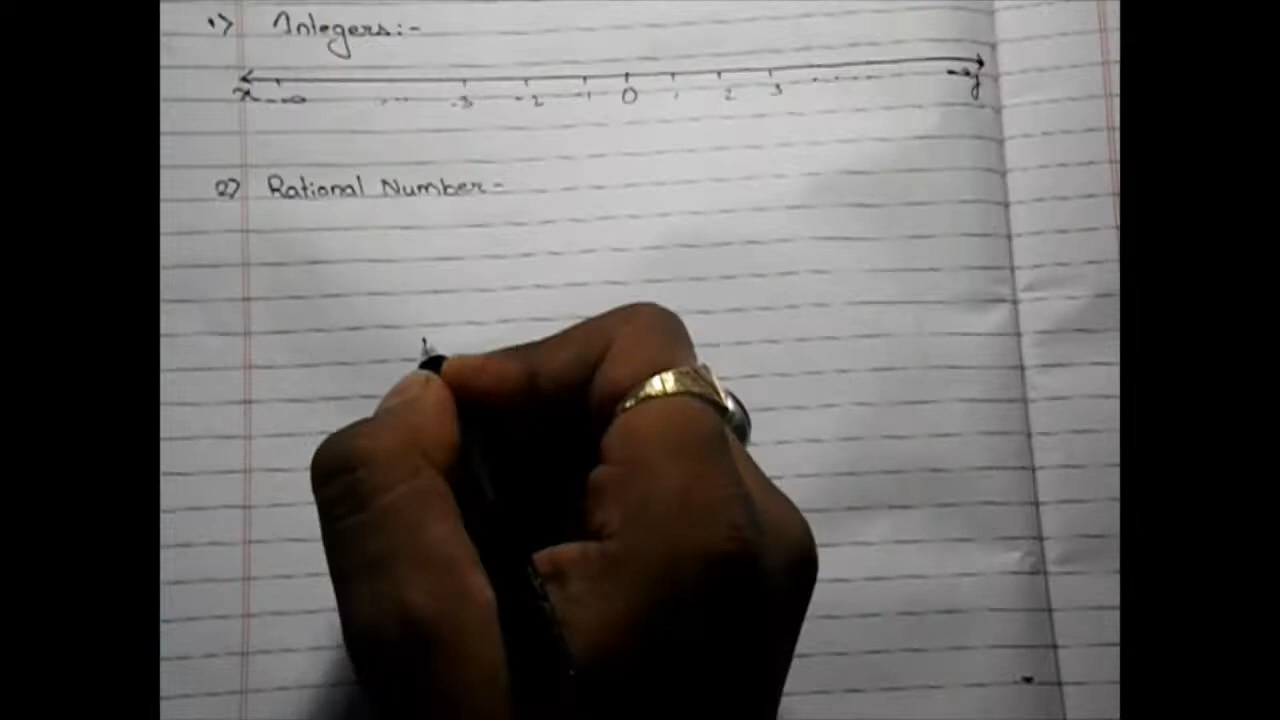 1) Integers:-
x -∞ .... -3 -2 -1 0 1 2 3 ...... y
2) Rational Number-